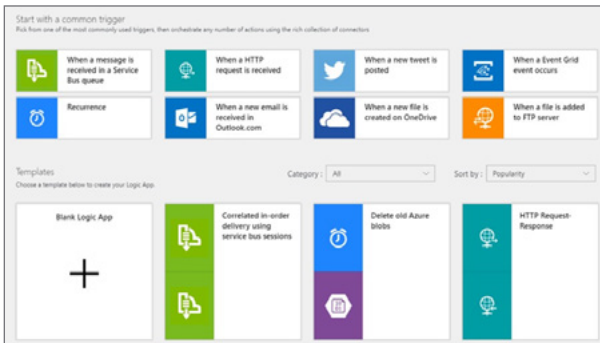 Start with a common trigger
Pick from one of the most commonly used triggers, then orchestrate any number of actions using the rich collection of connectors
When a message is
received in a Service
Bus queue
When a HTTP
request is received
When a new tweet is
posted
When a Event Grid
event occurs
Recurrence
When a new email is
received in
Outlook.com
When a new file is
created on OneDrive
When a file is added
to FTP server
Templates
Choose a template below to create your Logic App.
Category : All
Sort by : Popularity
Blank Logic App
Correlated in-order
delivery using
service bus sessions
Delete old Azure
blobs
HTTP Request-
Response